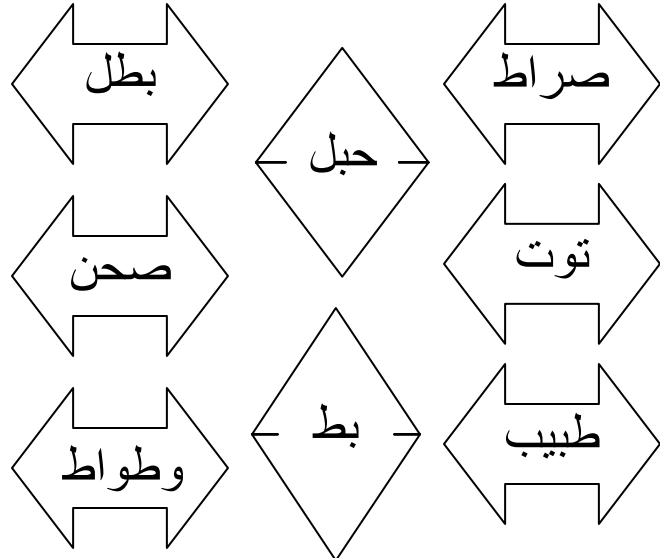 صراط
حبل
بطل
توت
صحن
طبيب
بط
وطواط